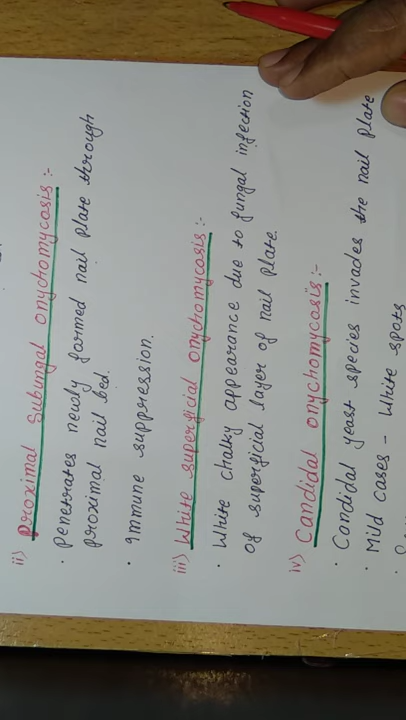 ii) Proximal subungal onychomycosis :-
• Penetrates newly formed nail plate through
proximal nail bed.
• Immune suppression.
iii) White superficial onychomycosis :-
• White chalky appearance due to fungal infection
of superficial layer of nail plate.
iv) Candidal onychomycosis :-
• Candidal yeast species invades the nail plate
• Mild cases - White spots